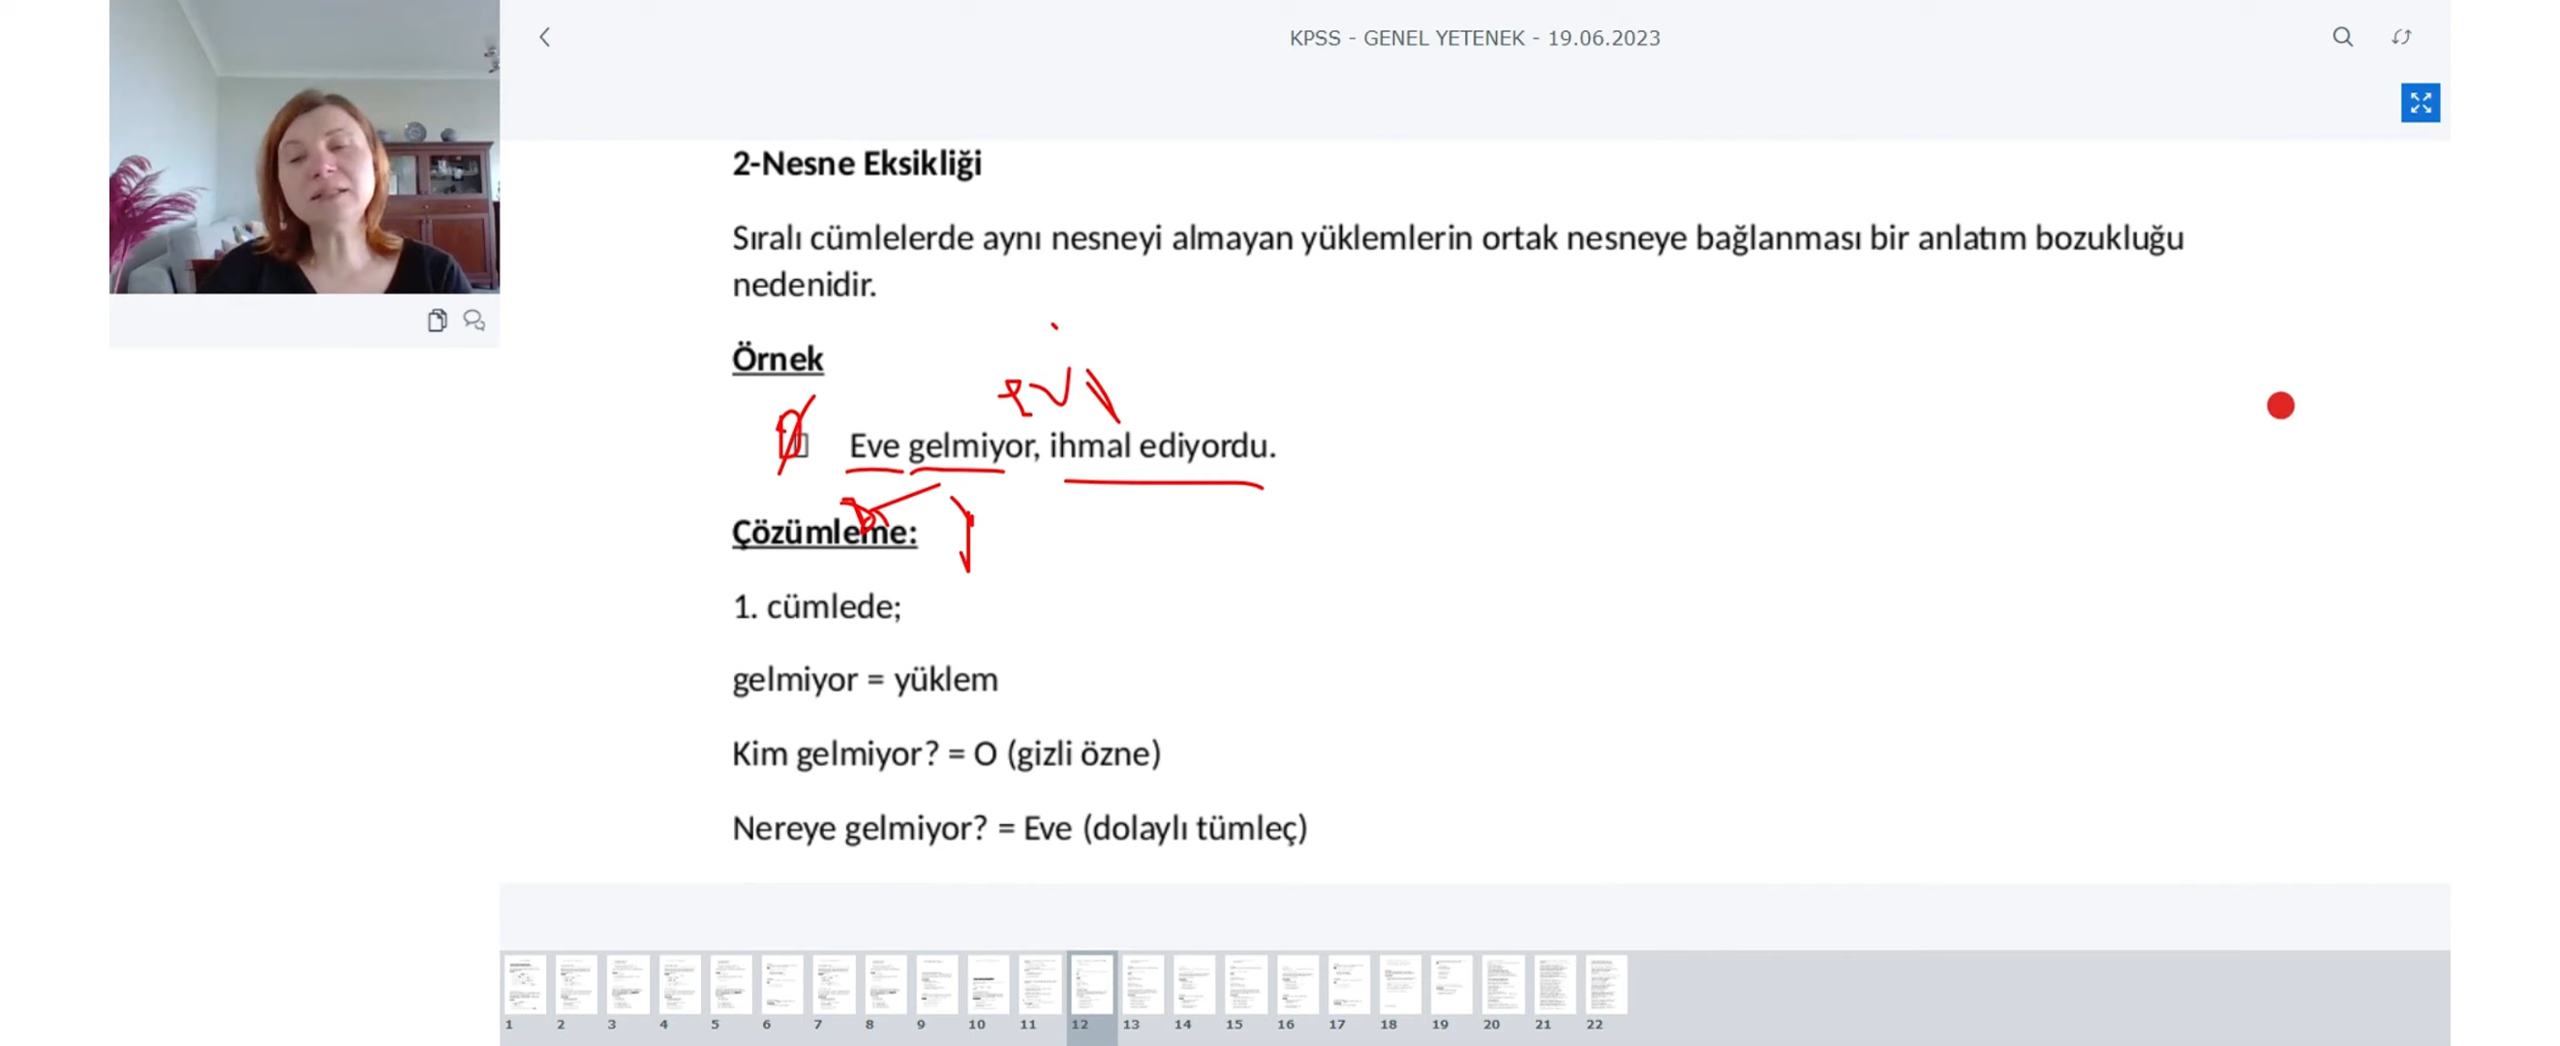 KPSS - GENEL YETENEK - 19.06.2023
2-Nesne Eksikliği
Sıralı cümlelerde aynı nesneyi almayan yüklemlerin ortak nesneye bağlanması bir anlatım bozukluğu
nedenidir.
Örnek
Eve gelmiyor, ihmal ediyordu.
Çözümleme:
1. cümlede;
gelmiyor = yüklem
Kim gelmiyor? = O (gizli özne)
Nereye gelmiyor? = Eve (dolaylı tümleç)
1 2 3 4 5 6 7 8 9 10 11 12 13 14 15 16 17 18 19 20 21 22